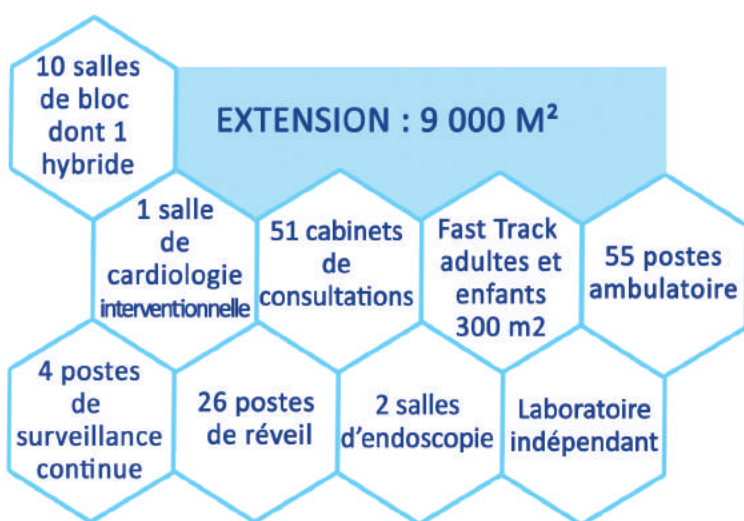 10 salles
de bloc
dont 1
hybride
EXTENSION : 9 000 M²
1 salle
de
cardiologie
interventionnelle
51 cabinets
de
consultations
Fast Track
adultes et
enfants
300 m2
55 postes
ambulatoire
4 postes
de
surveillance
continue
26 postes
de réveil
2 salles
d’endoscopie
Laboratoire
indépendant